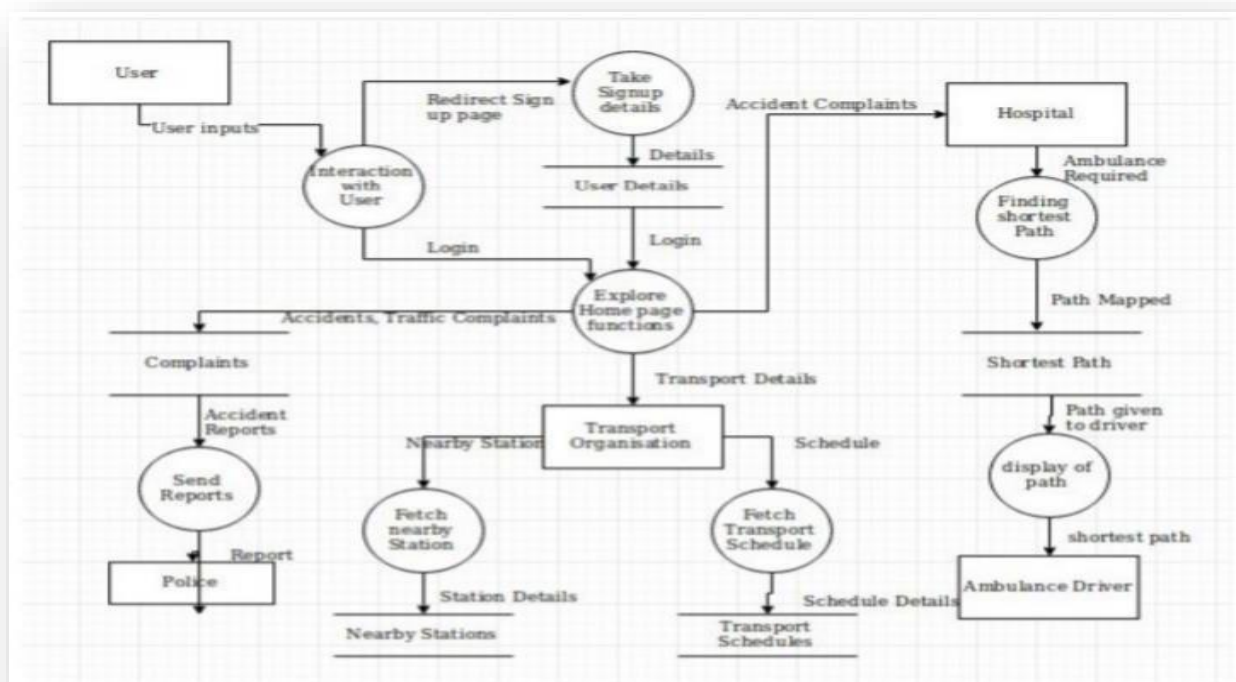 User
User inputs
Interaction
with
User
Redirect Sign
up page
Take
Signup
details
Details
User Details
Login
Login
Explore
Home page
functions
Accident Complaints
Hospital
Ambulance
Required
Finding
shortest
Path
Path Mapped
Shortest Path
Path given
to driver
display of
path
shortest path
Ambulance Driver
Accidents, Traffic Complaints
Complaints
Accident
Reports
Send
Reports
Report
Police
Transport Details
Transport
Organisation
Nearby Station
Fetch
nearby
Station
Station Details
Nearby Stations
Schedule
Fetch
Transport
Schedule
Schedule Details
Transport
Schedules